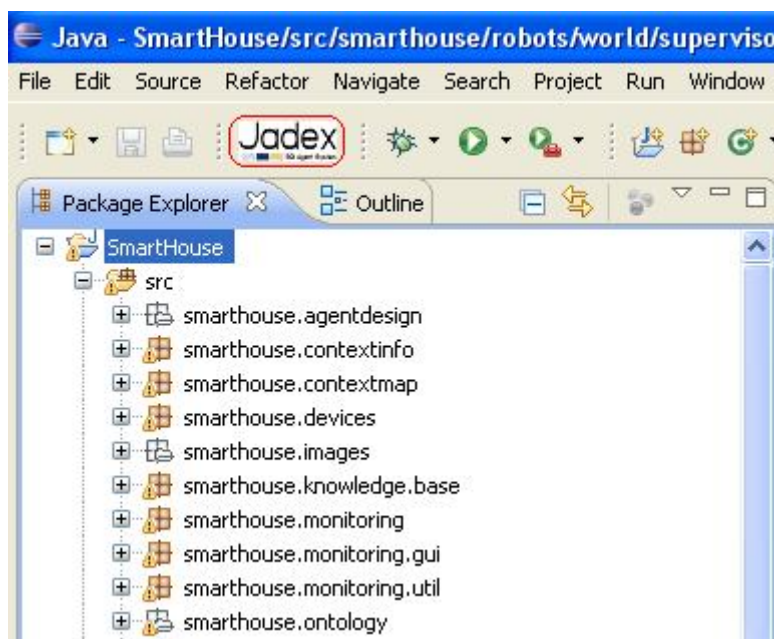 Java - SmartHouse/src/smarthouse/robots/world/superviso
File Edit Source Refactor Navigate Search Project Run Window
Jadex
Package Explorer Outline
SmartHouse
src
smarthouse.agentdesign
smarthouse.contextinfo
smarthouse.contextmap
smarthouse.devices
smarthouse.images
smarthouse.knowledge.base
smarthouse.monitoring
smarthouse.monitoring.gui
smarthouse.monitoring.util
smarthouse.ontology